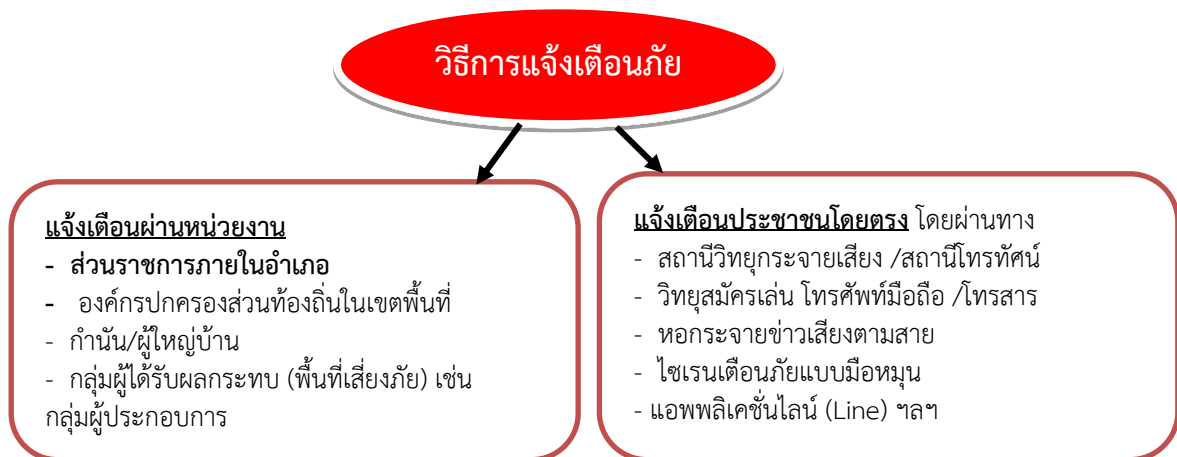 วิธีการแจ้งเตือนภัย
แจ้งเตือนผ่านหน่วยงาน
- ส่วนราชการภายในอำเภอ
- องค์กรปกครองส่วนท้องถิ่นในเขตพื้นที่
- กำนัน/ผู้ใหญ่บ้าน
- กลุ่มผู้ได้รับผลกระทบ (พื้นที่เสี่ยงภัย) เช่น
กลุ่มผู้ประกอบการ
แจ้งเตือนประชาชนโดยตรง โดยผ่านทาง
- สถานีวิทยุกระจายเสียง /สถานีโทรทัศน์
- วิทยุสมัครเล่น โทรศัพท์มือถือ /โทรสาร
- หอกระจายข่าวเสียงตามสาย
- ไซเรนเตือนภัยแบบมือหมุน
- แอพพลิเคชั่นไลน์ (Line) ฯลฯ